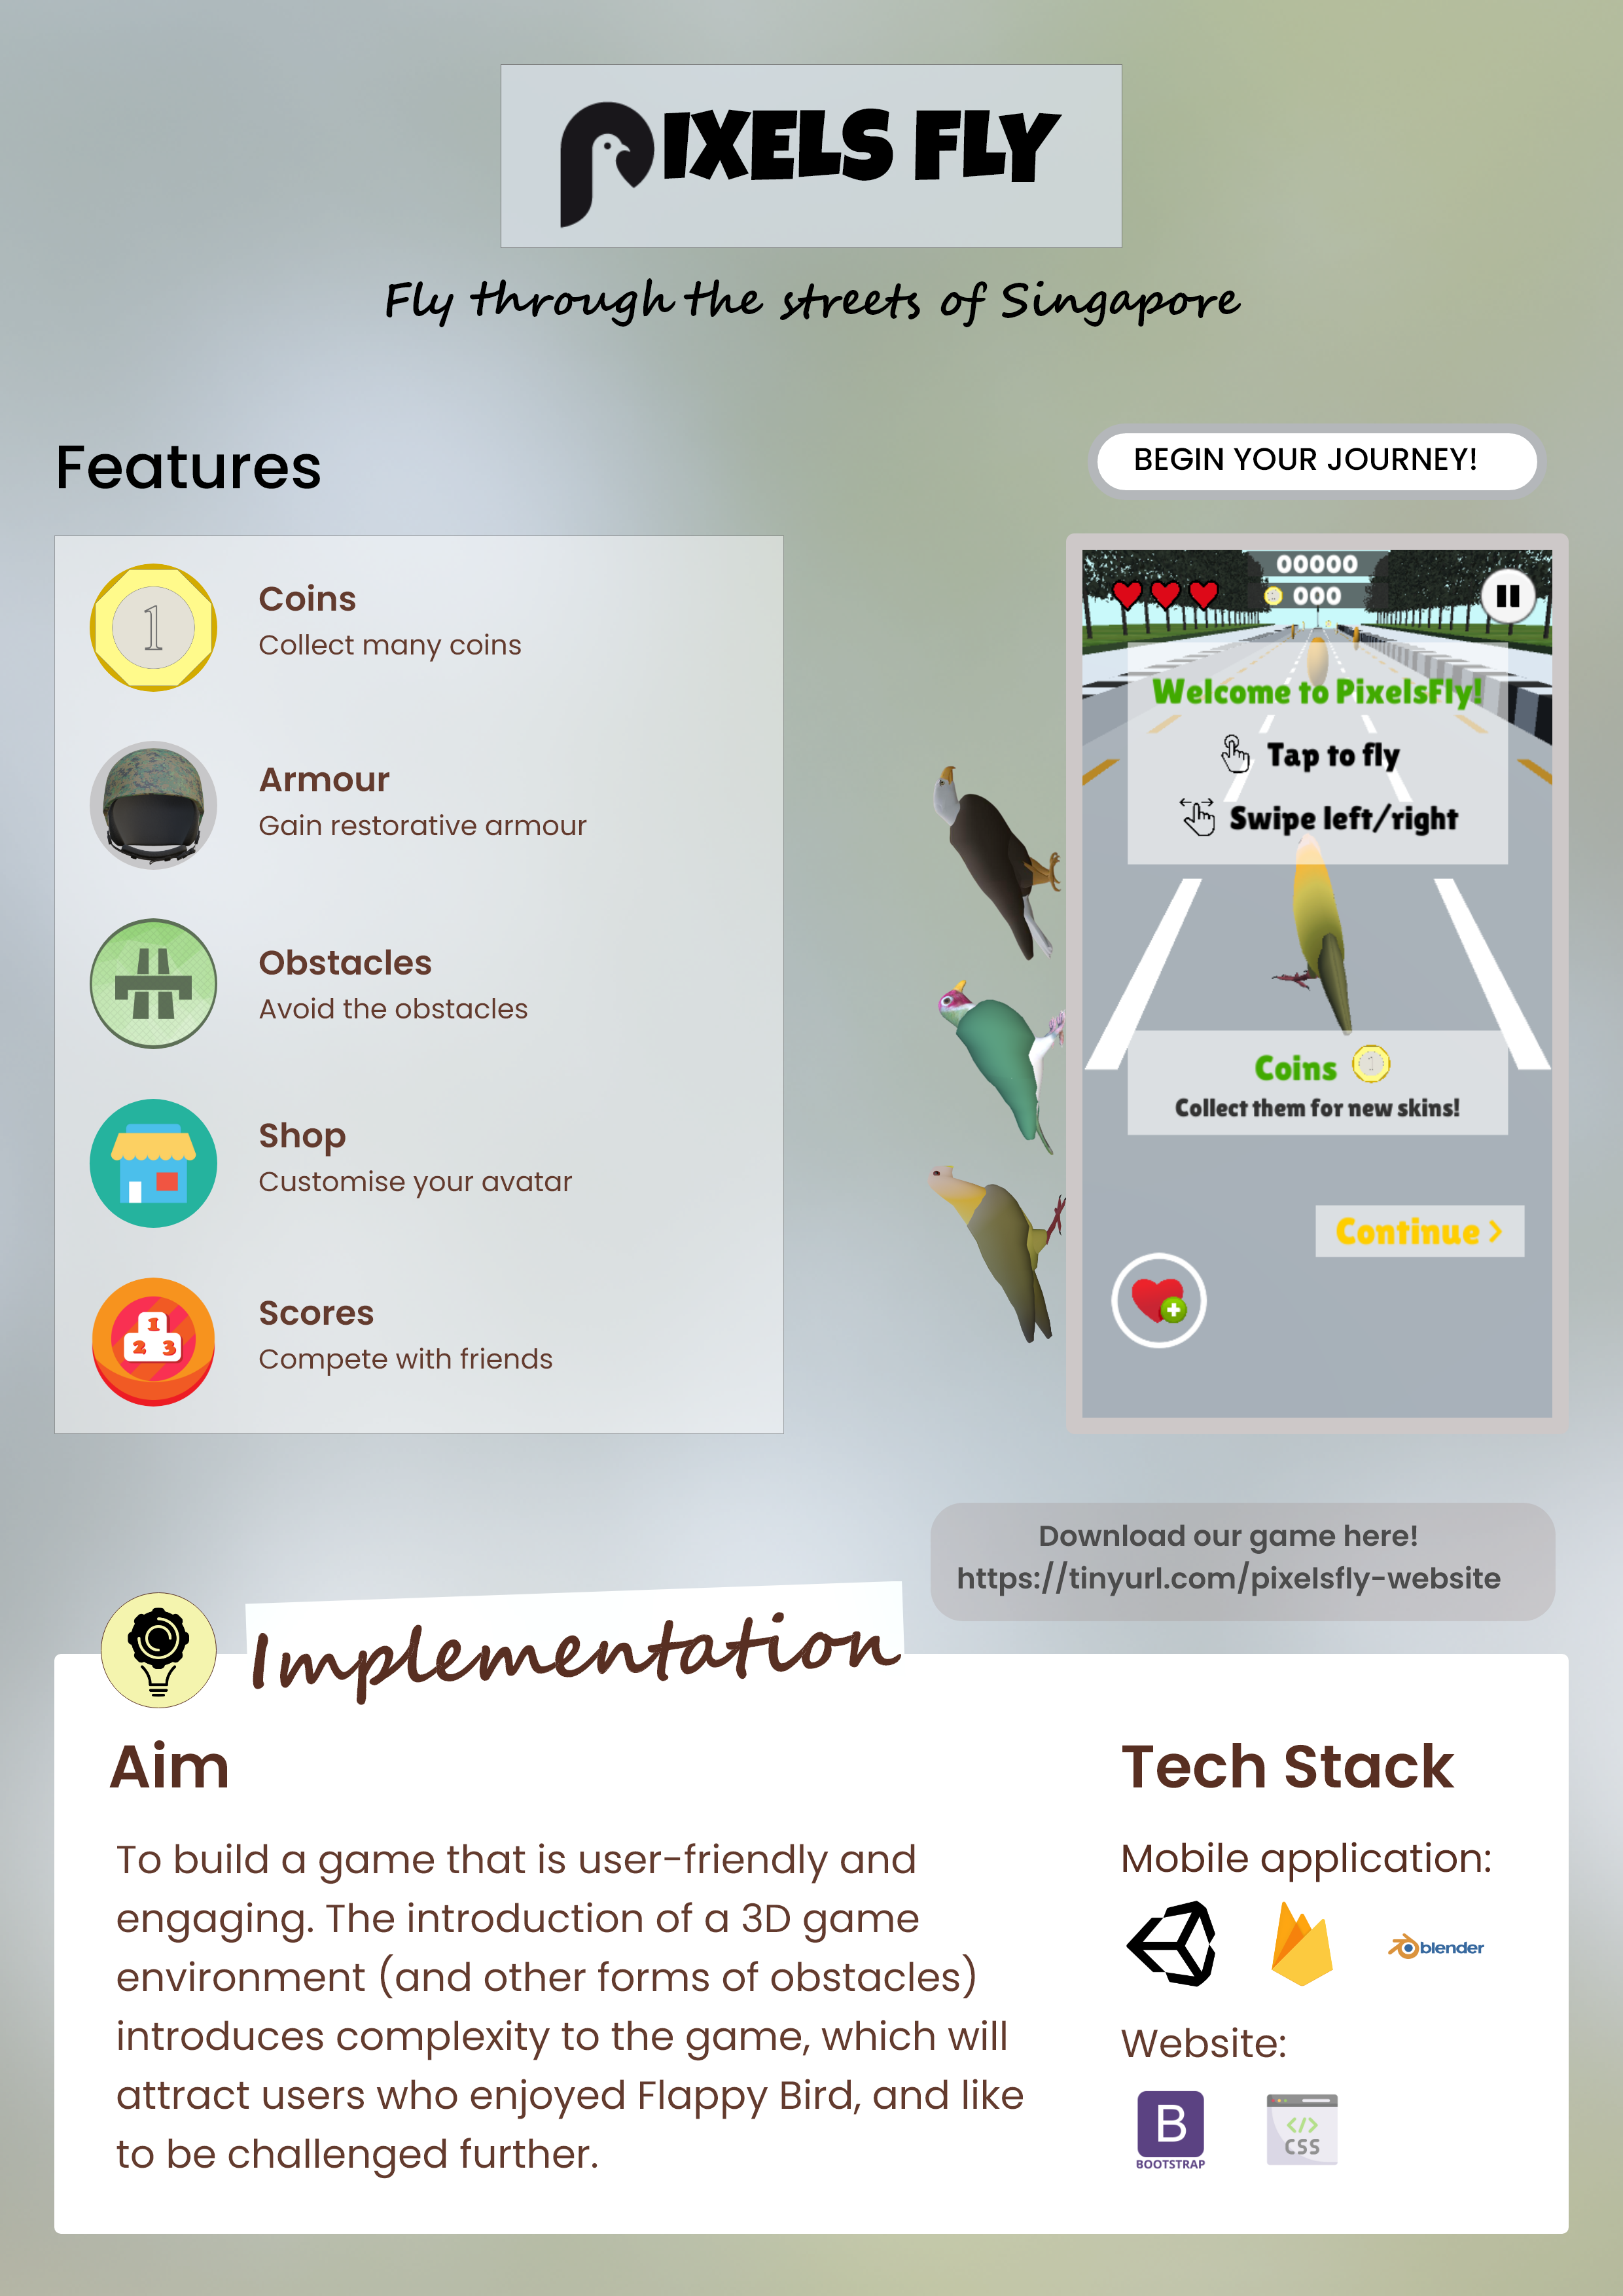 PIXELS FLY
Fly through the streets of Singapore
Features
BEGIN YOUR JOURNEY!
1
Coins
Collect many coins
Armour
Gain restorative armour
Obstacles
Avoid the obstacles
Shop
Customise your avatar
1
2 3
Scores
Compete with friends
00000
000
Welcome to PixelsFly!
Tap to fly
Swipe left/right
Coins 1
Collect them for new skins!
Continue >
Download our game here!
https://tinyurl.com/pixelsfly-website
Implementation
Aim
To build a game that is user-friendly and
engaging. The introduction of a 3D game
environment (and other forms of obstacles)
introduces complexity to the game, which will
attract users who enjoyed Flappy Bird, and like
to be challenged further.
Tech Stack
Mobile application:
blender
Website:
B
BOOTSTRAP
</>
CSS